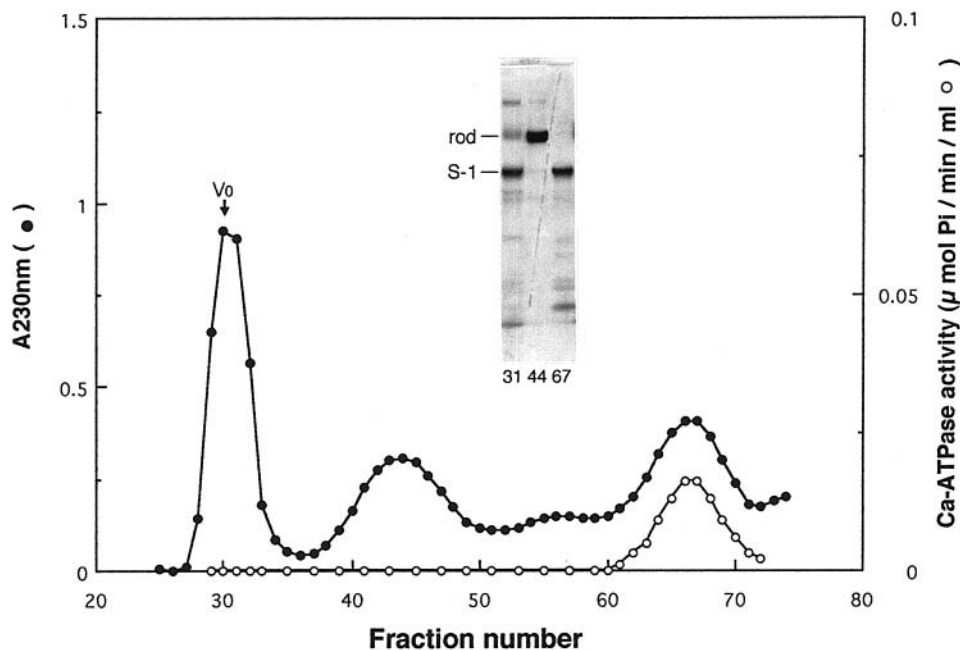 1.5
1
0.5
0
A230nm ( ● )
V0
rod
S-1
31 44 67
0.1
0.05
0
Ca-ATPase activity (μ mol Pi / min / ml ○ )
20 30 40 50 60 70 80
Fraction number